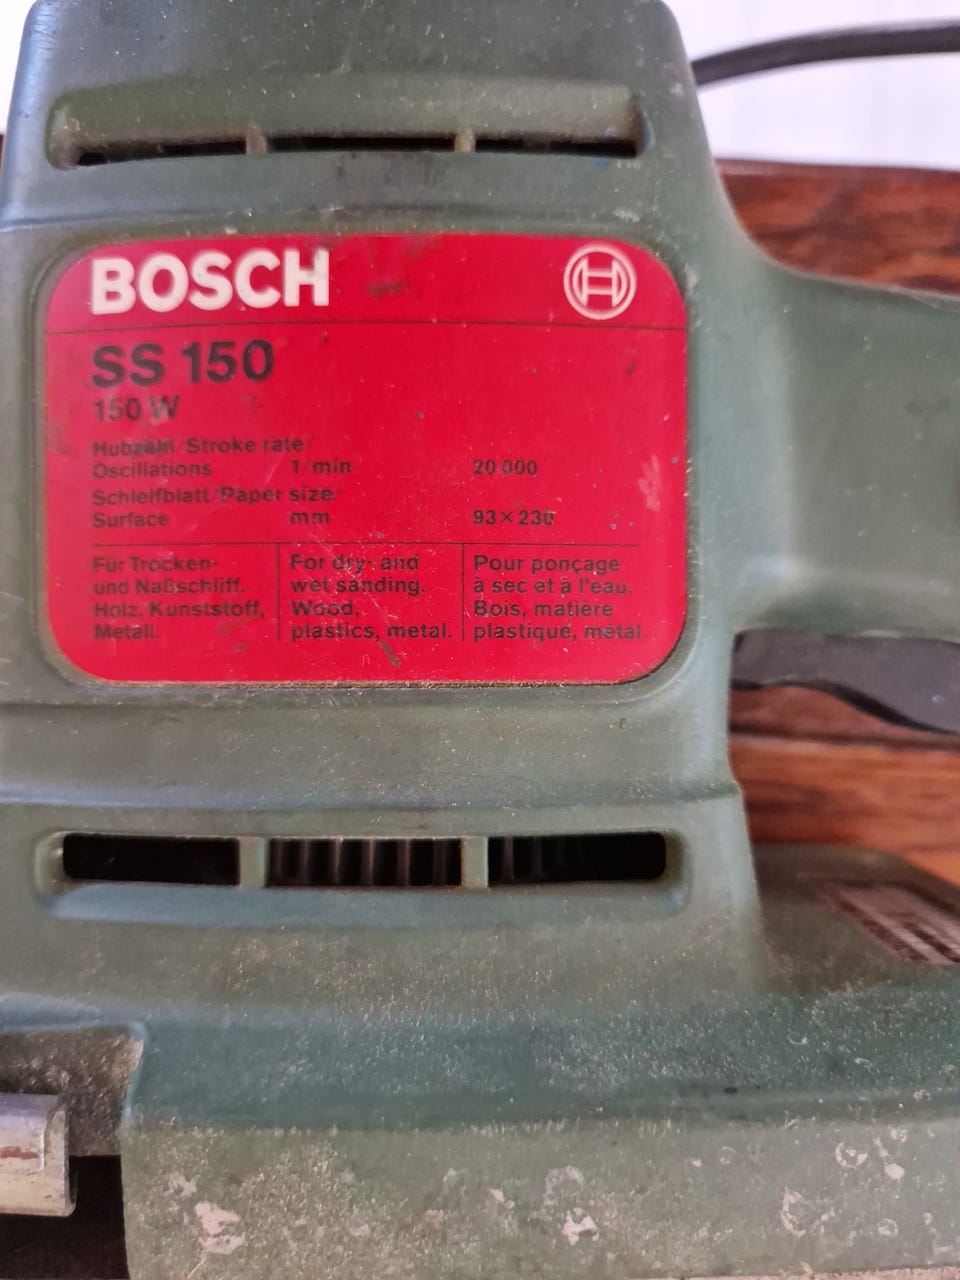 BOSCH
SS 150
150 W
Hubzahl/Stroke rate/
Oscillations 1/min 20 000
Schleifblatt/Paper size/
Surface mm 93×230
Für Trocken-
und Naßschliff.
Holz, Kunststoff,
Metall.
For dry- and
wet sanding.
Wood,
plastics, metal.
Pour ponçage
à sec et à l'eau.
Bois, matière
plastique, métal.